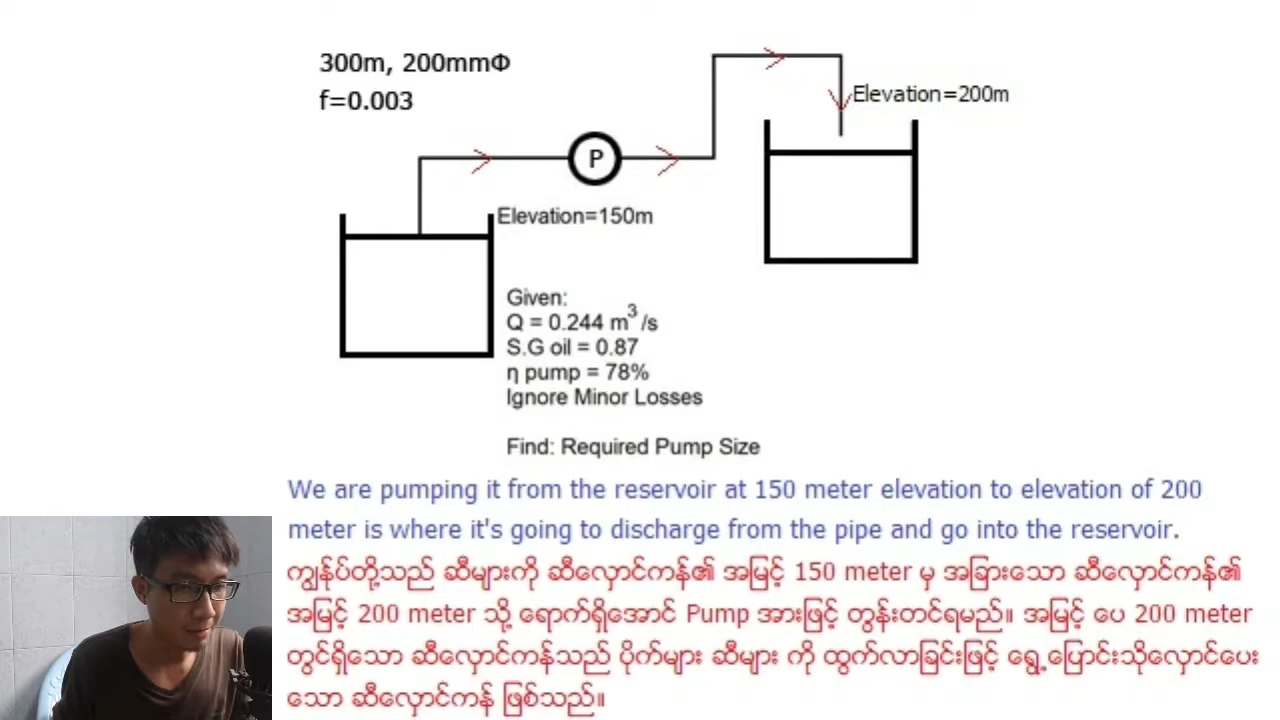 300m, 200mmΦ
f=0.003
Elevation=200m
P
Elevation=150m
Given:
Q = 0.244 m³/s
S.G oil = 0.87
η pump = 78%
Ignore Minor Losses
Find: Required Pump Size
We are pumping it from the reservoir at 150 meter elevation to elevation of 200
meter is where it's going to discharge from the pipe and go into the reservoir.
ကျွန်ုပ်တို့သည် ဆီများကို ဆီလှောင်ကန်၏ အမြင့် 150 meter မှ အခြားသော ဆီလှောင်ကန်၏
အမြင့် 200 meter သို့ ရောက်ရှိအောင် Pump အားဖြင့် တွန်းတင်ရမည်။ အမြင့် ပေ 200 meter
တွင်ရှိသော ဆီလှောင်ကန်သည် ပိုက်များ ဆီများ ကို ထွက်လာခြင်းဖြင့် ရွှေ့ပြောင်းသိုလှောင်ပေး
သော ဆီလှောင်ကန် ဖြစ်သည်။